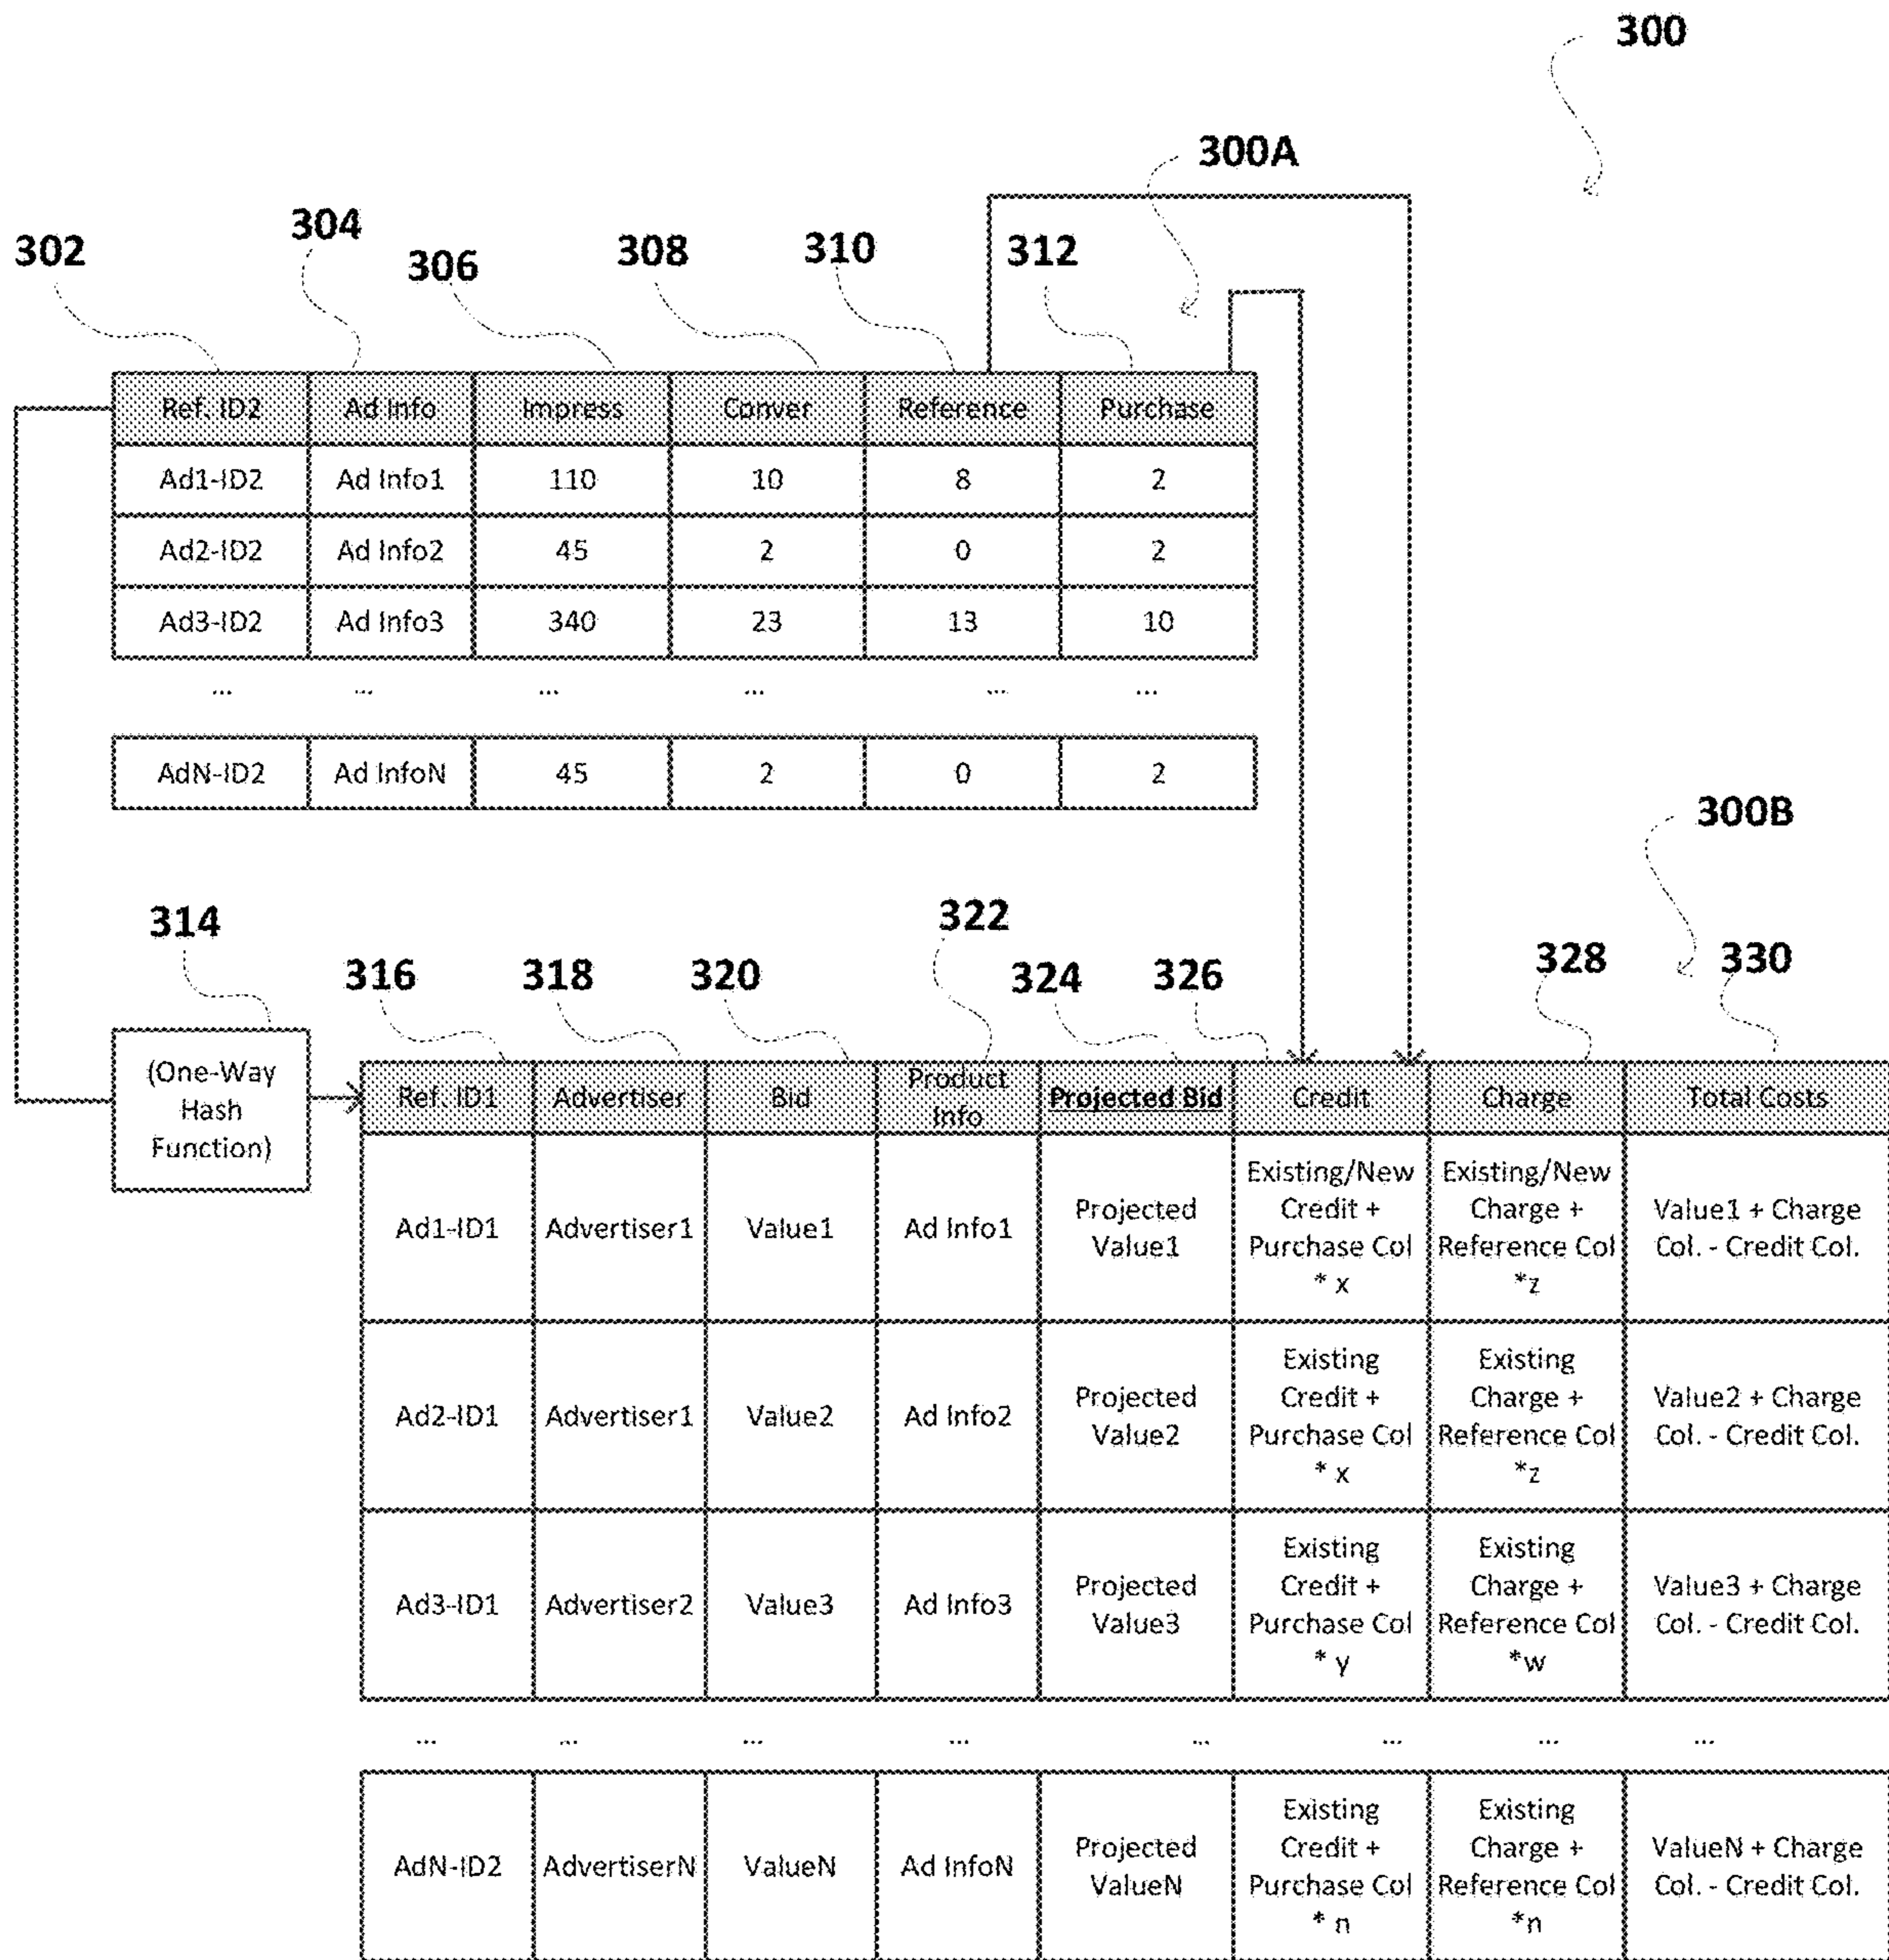 300
300A
302
304
306
308
310
312
Ref. ID2 Ad Info Impress Conver Reference Purchase
Ad1-ID2 Ad Info1 110 10 8 2
Ad2-ID2 Ad Info2 45 2 0 2
Ad3-ID2 Ad Info3 340 23 13 10
... ... ... ... ... ...
AdN-ID2 Ad InfoN 45 2 0 2
300B
314
316
318
320
322
324
326
328
330
(One-Way
Hash
Function)
Ref. ID1 Advertiser Bid Product
Info
Projected Bid Credit Charge Total Costs
Ad1-ID1 Advertiser1 Value1 Ad Info1
Projected
Value1
Existing/New
Credit +
Purchase Col
* x
Existing/New
Charge +
Reference Col
*z
Value1 + Charge
Col. - Credit Col.
Ad2-ID1 Advertiser1 Value2 Ad Info2
Projected
Value2
Existing
Credit +
Purchase Col
* x
Existing
Charge +
Reference Col
*z
Value2 + Charge
Col. - Credit Col.
Ad3-ID1 Advertiser2 Value3 Ad Info3
Projected
Value3
Existing
Credit +
Purchase Col
* y
Existing
Charge +
Reference Col
*w
Value3 + Charge
Col. - Credit Col.
... ... ... ... ... ... ... ...
AdN-ID2 AdvertiserN ValueN Ad InfoN
Projected
ValueN
Existing
Credit +
Purchase Col
* n
Existing
Charge +
Reference Col
*n
ValueN + Charge
Col. - Credit Col.